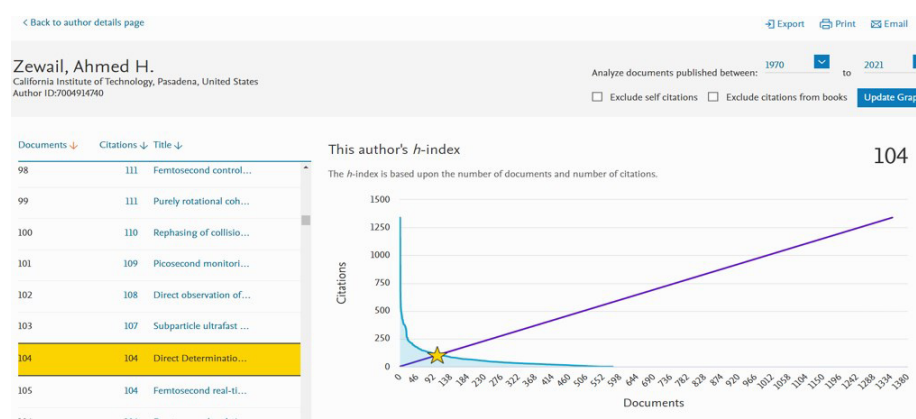 < Back to author details page
Export Print Email
Zewail, Ahmed H.
California Institute of Technology, Pasadena, United States
Author ID:7004914740
Analyze documents published between: 1970 to 2021
Exclude self citations Exclude citations from books Update Grap
Documents Citations Title
98 111 Femtosecond control...
99 111 Purely rotational coh...
100 110 Rephasing of collisio...
101 109 Picosecond monitori...
102 108 Direct observation of...
103 107 Subparticle ultrafast ...
104 104 Direct Determinatio...
105 104 Femtosecond real-ti...
This author's h-index
104
The h-index is based upon the number of documents and number of citations.
1500
1250
1000
750
500
250
0
Citations
0 46 92 138 184 230 276 322 368 414 460 506 552 598 644 690 736 782 828 874 920 966 1012 1058 1104 1150 1196 1242 1288 1334 1380
Documents